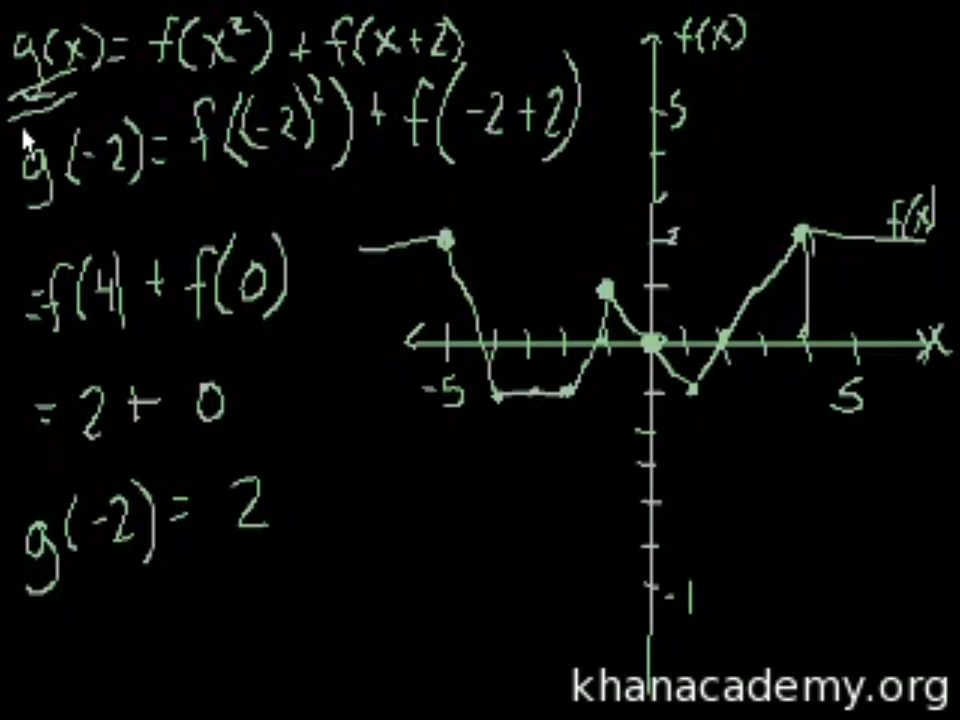 g(x) = f(x²) + f(x+2)
g(-2) = f((-2)²) + f(-2+2)
= f(4) + f(0)
= 2 + 0
g(-2) = 2
f(x)
5
f(x)
x
-5
5
-1
khanacademy.org